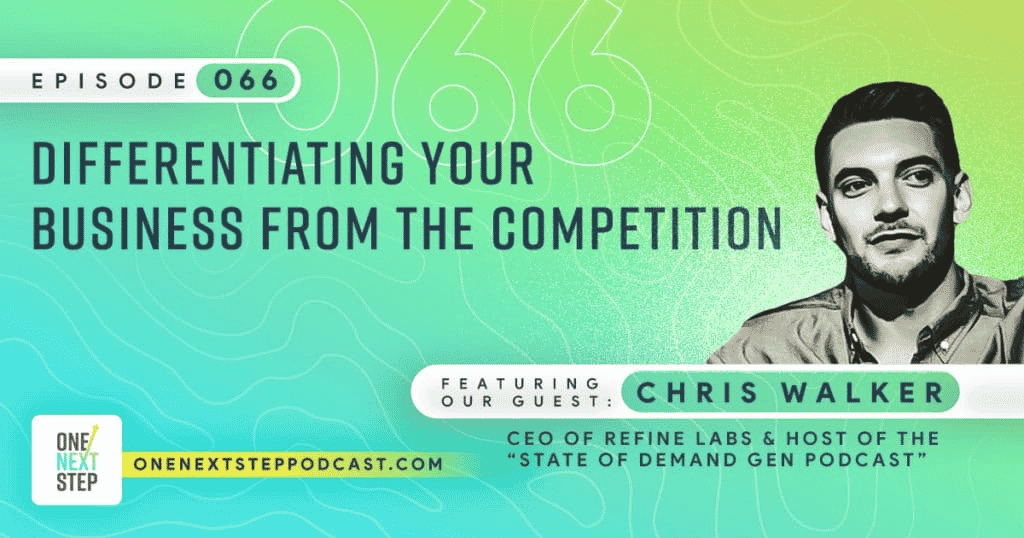 EPISODE 066
066
DIFFERENTIATING YOUR
BUSINESS FROM THE COMPETITION
FEATURING
OUR GUEST:
CHRIS WALKER
CEO OF REFINE LABS & HOST OF THE
“STATE OF DEMAND GEN PODCAST”
ONE
NEXT
STEP
ONENEXTSTEPPODCAST.COM